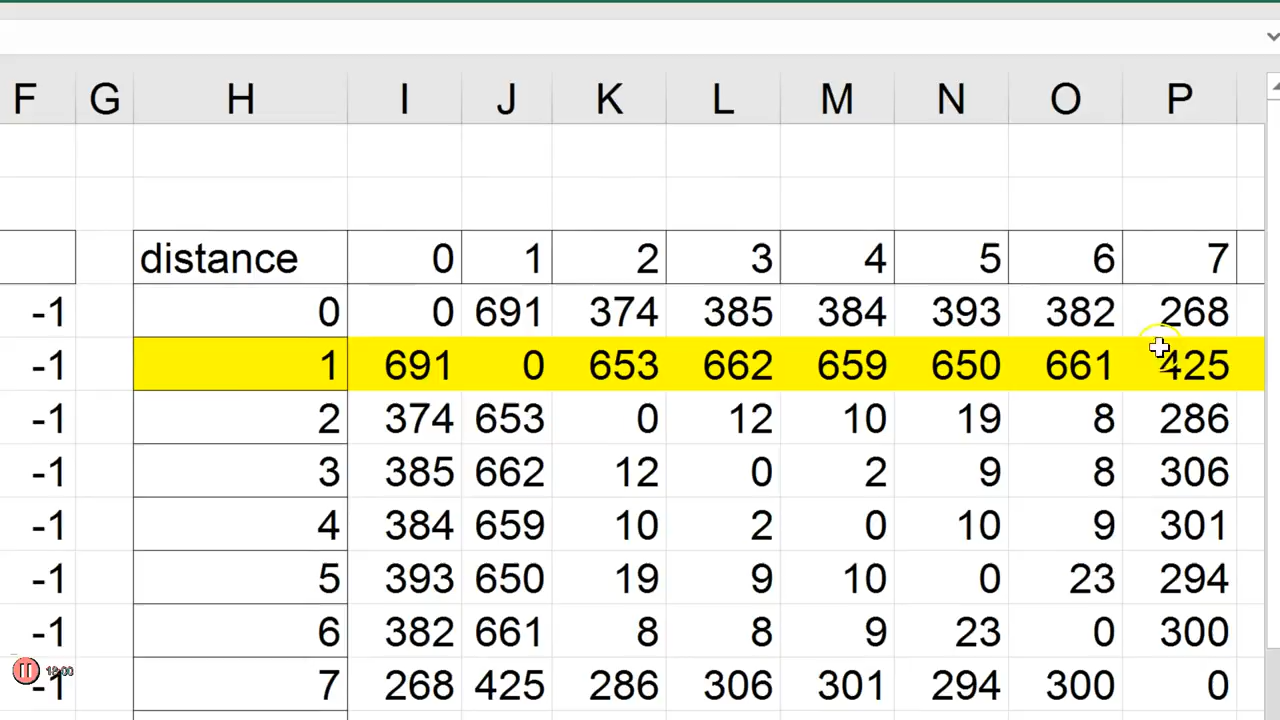 F G H I J K L M N O P
distance 0 1 2 3 4 5 6 7
-1 0 0 691 374 385 384 393 382 268
-1 1 691 0 653 662 659 650 661 425
-1 2 374 653 0 12 10 19 8 286
-1 3 385 662 12 0 2 9 8 306
-1 4 384 659 10 2 0 10 9 301
-1 5 393 650 19 9 10 0 23 294
-1 6 382 661 8 8 9 23 0 300
-1 7 268 425 286 306 301 294 300 0